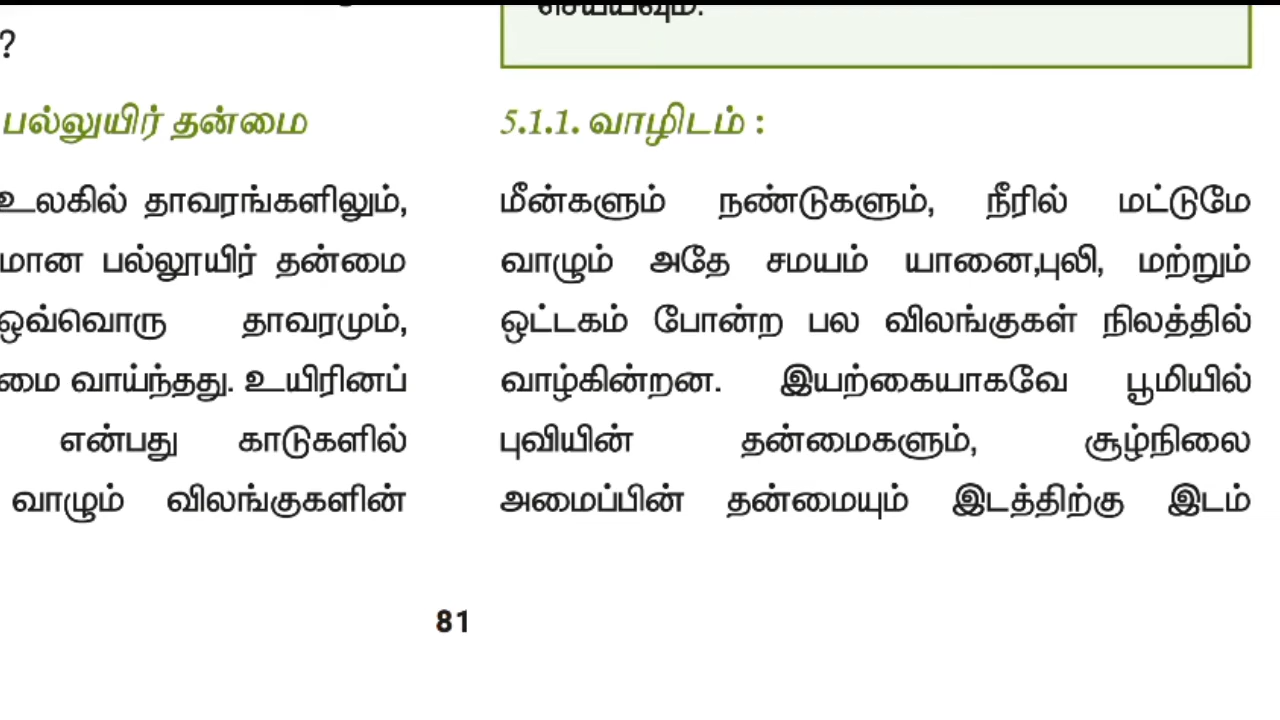 ?
பல்லுயிர் தன்மை
உலகில் தாவரங்களிலும்,
மான பல்லூயிர் தன்மை
ஒவ்வொரு தாவரமும்,
மை வாய்ந்தது. உயிரினப்
என்பது காடுகளில்
வாழும் விலங்குகளின்
செய்யவும்.
5.1.1. வாழிடம் :
மீன்களும் நண்டுகளும், நீரில் மட்டுமே
வாழும் அதே சமயம் யானை,புலி, மற்றும்
ஒட்டகம் போன்ற பல விலங்குகள் நிலத்தில்
வாழ்கின்றன. இயற்கையாகவே பூமியில்
புவியின் தன்மைகளும், சூழ்நிலை
அமைப்பின் தன்மையும் இடத்திற்கு இடம்
81